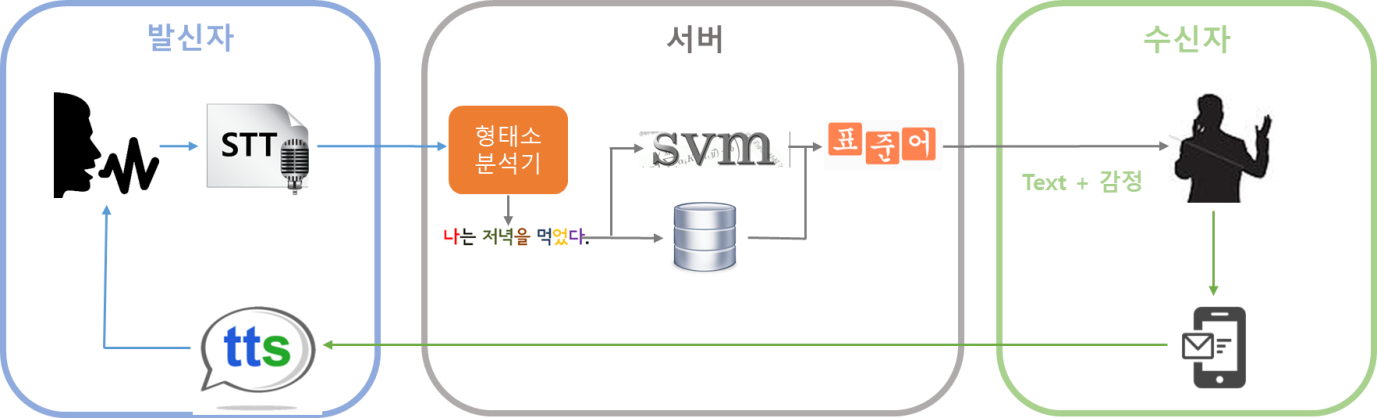 발신자
서버
수신자
STT
형태소
분석기
svm
표준어
Text + 감정
나는 저녁을 먹었다.
tts